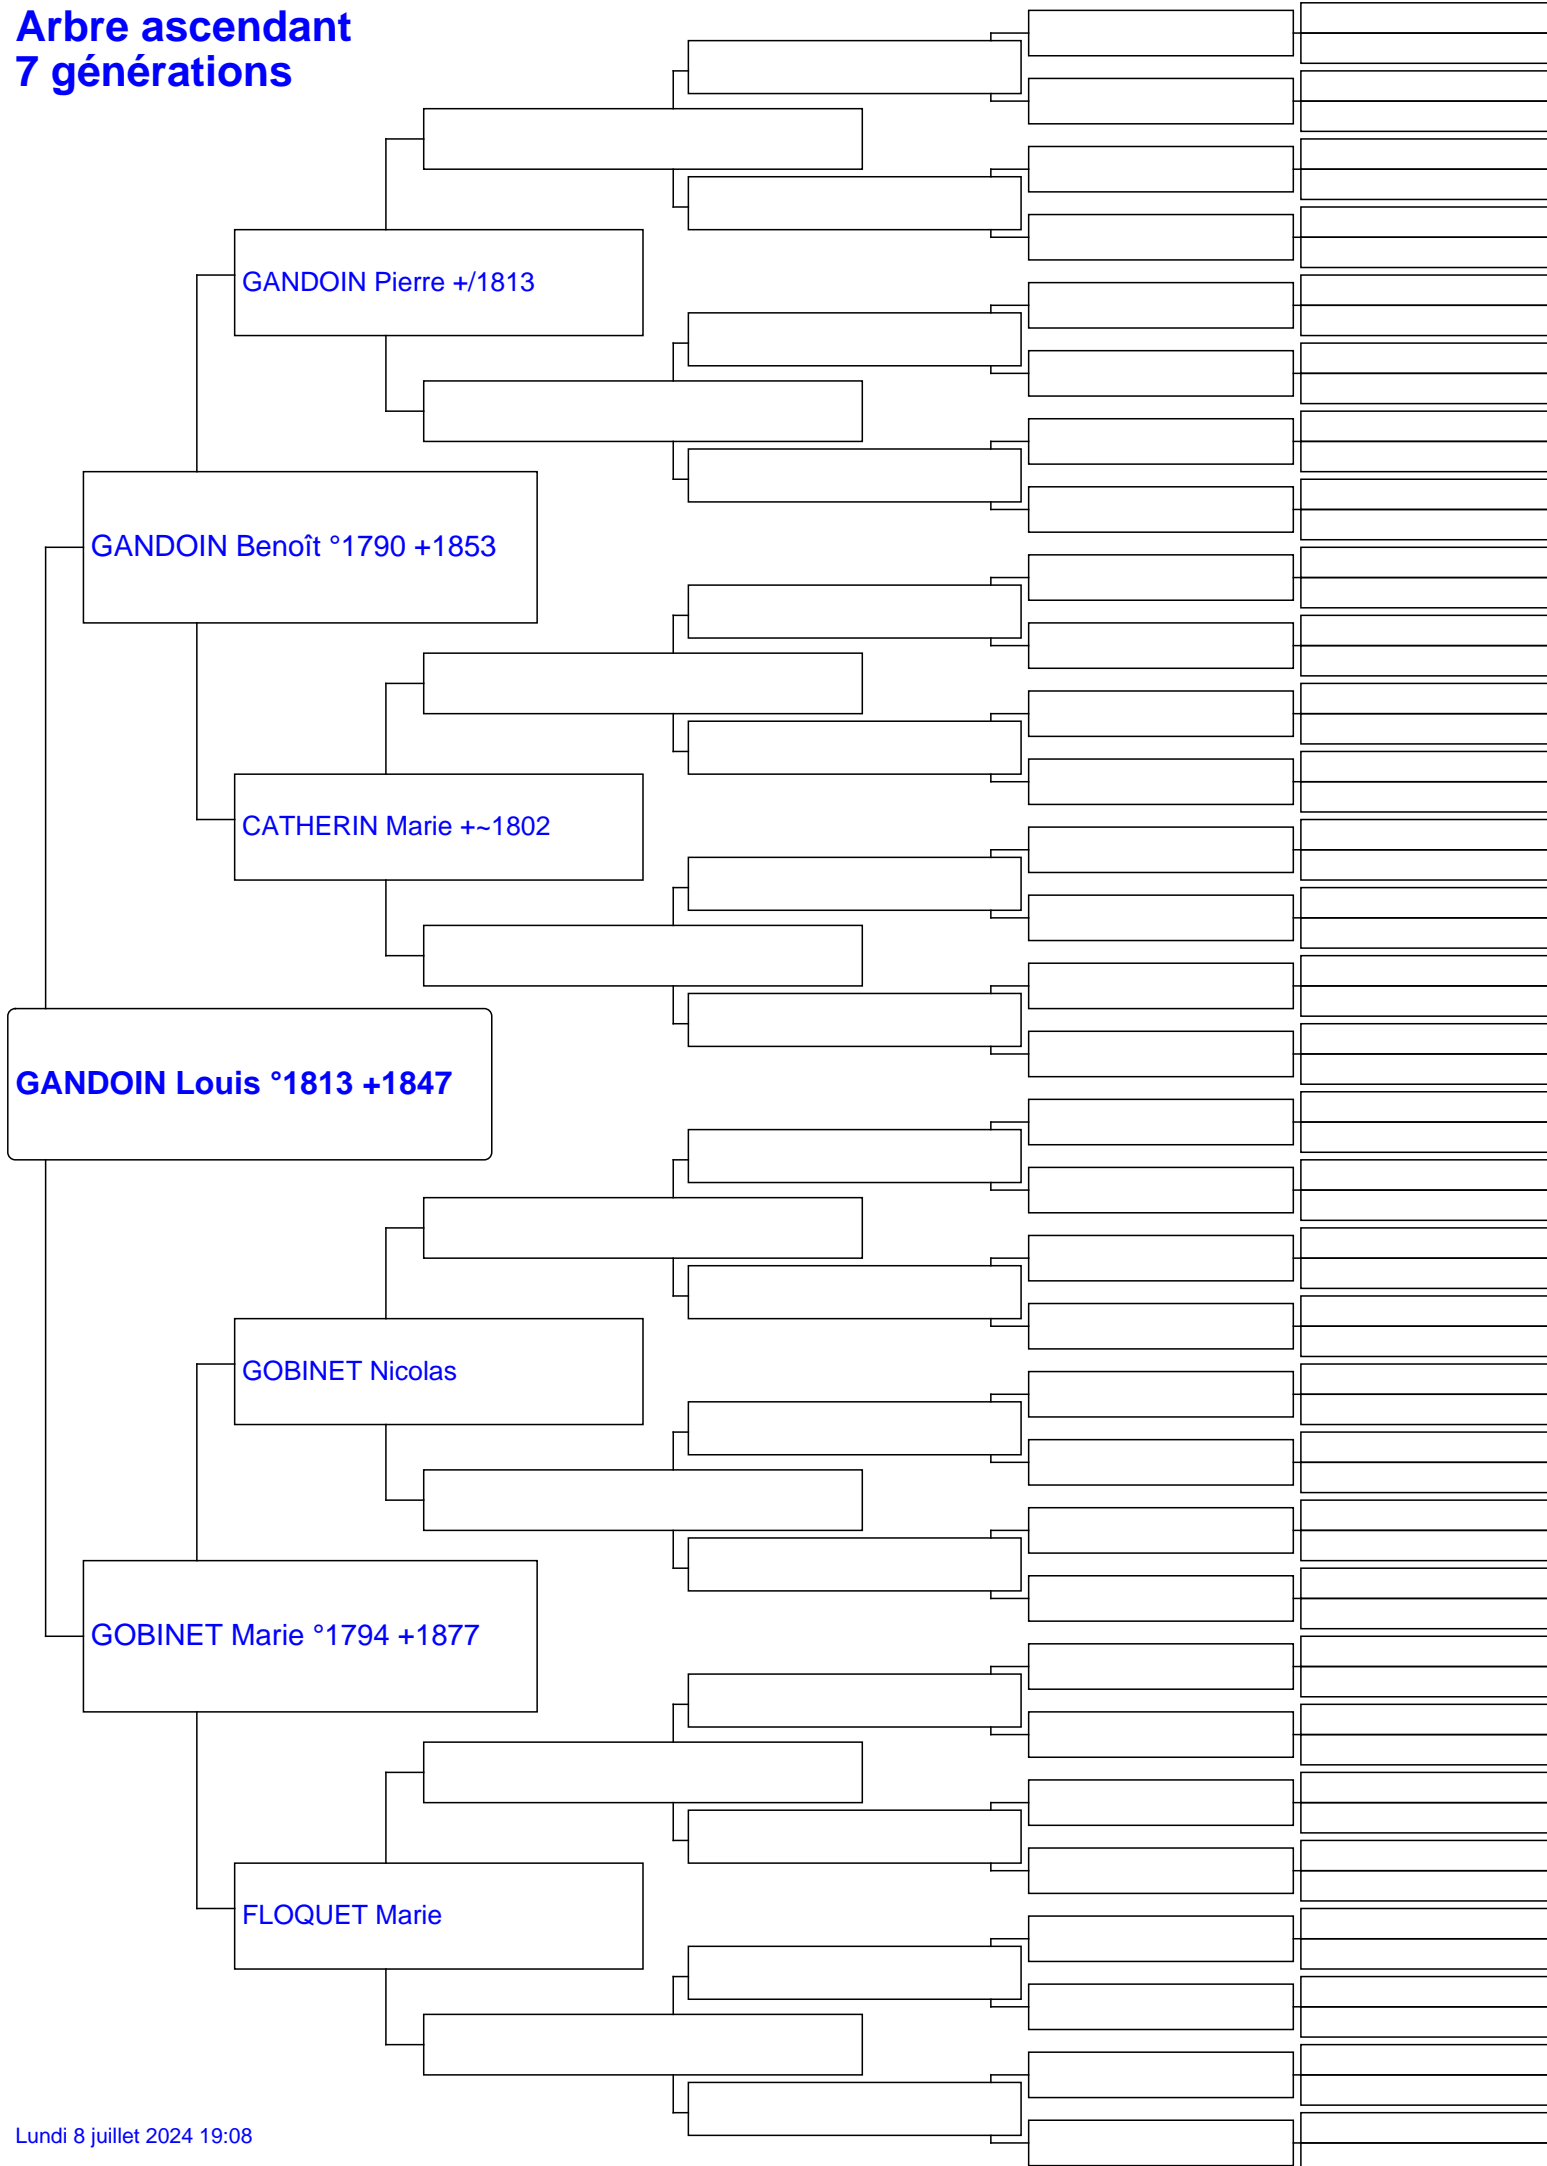 Arbre ascendant
7 générations
GANDOIN Pierre +/1813
GANDOIN Benoît °1790 +1853
CATHERIN Marie +~1802
GANDOIN Louis °1813 +1847
GOBINET Nicolas
GOBINET Marie °1794 +1877
FLOQUET Marie
Lundi 8 juillet 2024 19:08